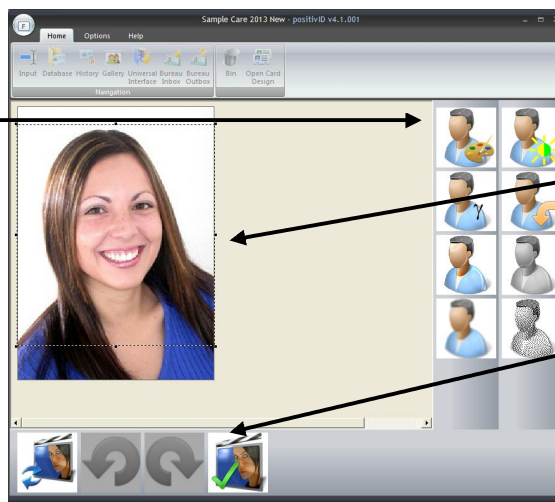 Sample Care 2013 New - positivID v4.1.001
F
Home Options Help
Input Database History Gallery Universal Interface Bureau Inbox Bureau Outbox Bin Open Card Design
Navigation
γ